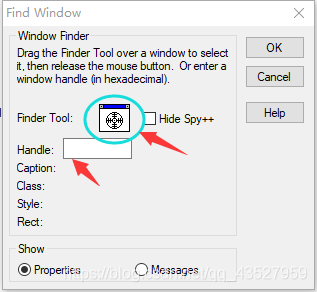 Find Window
Window Finder
Drag the Finder Tool over a window to select
it, then release the mouse button.  Or enter a
window handle (in hexadecimal).
OK
Cancel
Help
Finder Tool:
Hide Spy++
Handle:
Caption:
Class:
Style:
Rect:
Show
Properties
Messages
https://blog.csdn.net/qq_43527959